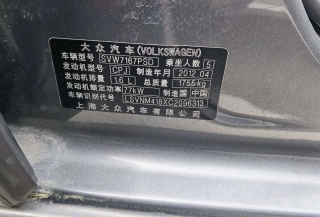 大众汽车(VOLKSWAGEN)
车辆型号 SVW7167PSD 乘坐人数 5
发动机型号 CPJ 制造年月 2012.04
发动机排量 1.6 L 总质量 1755kg
发动机额定功率 77kW 制造国 中国
车辆识别代号 LSVNM418XC2096313
上海大众汽车有限公司